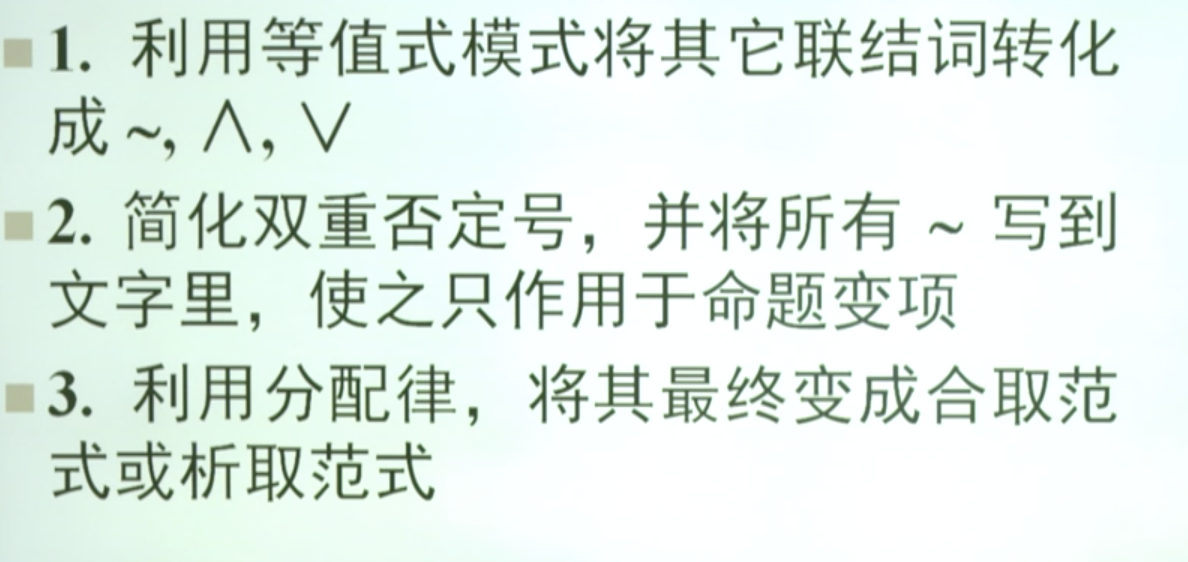 1. 利用等值式模式将其它联结词转化
成 ~, ∧, ∨
2. 简化双重否定号，并将所有 ~ 写到
文字里，使之只作用于命题变项
3. 利用分配律，将其最终变成合取范
式或析取范式